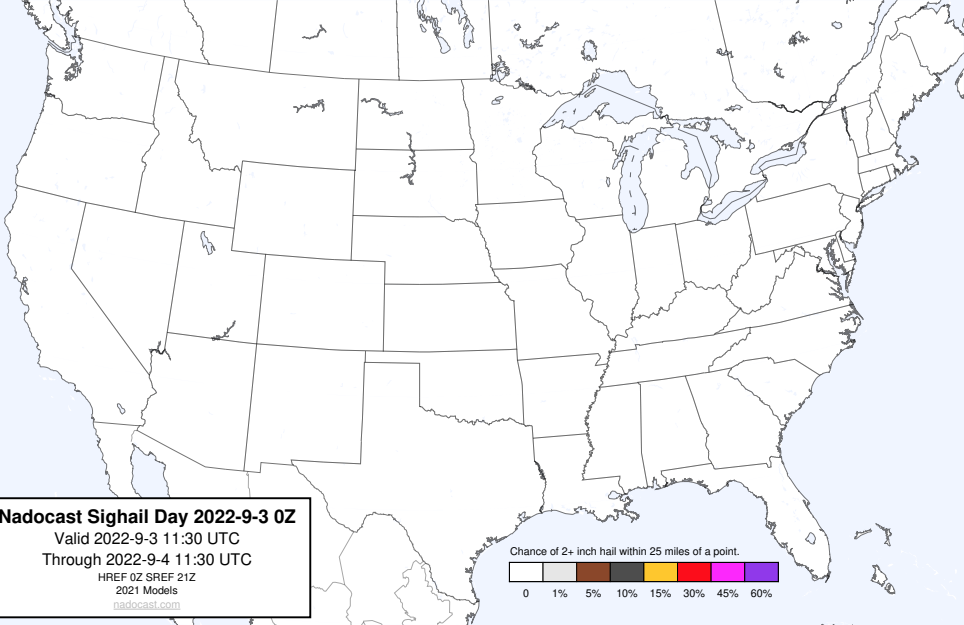 Nadocast Sighail Day 2022-9-3 0Z
Valid 2022-9-3 11:30 UTC
Through 2022-9-4 11:30 UTC
HREF 0Z SREF 21Z
2021 Models
nadocast.com
Chance of 2+ inch hail within 25 miles of a point.
0 1% 5% 10% 15% 30% 45% 60%